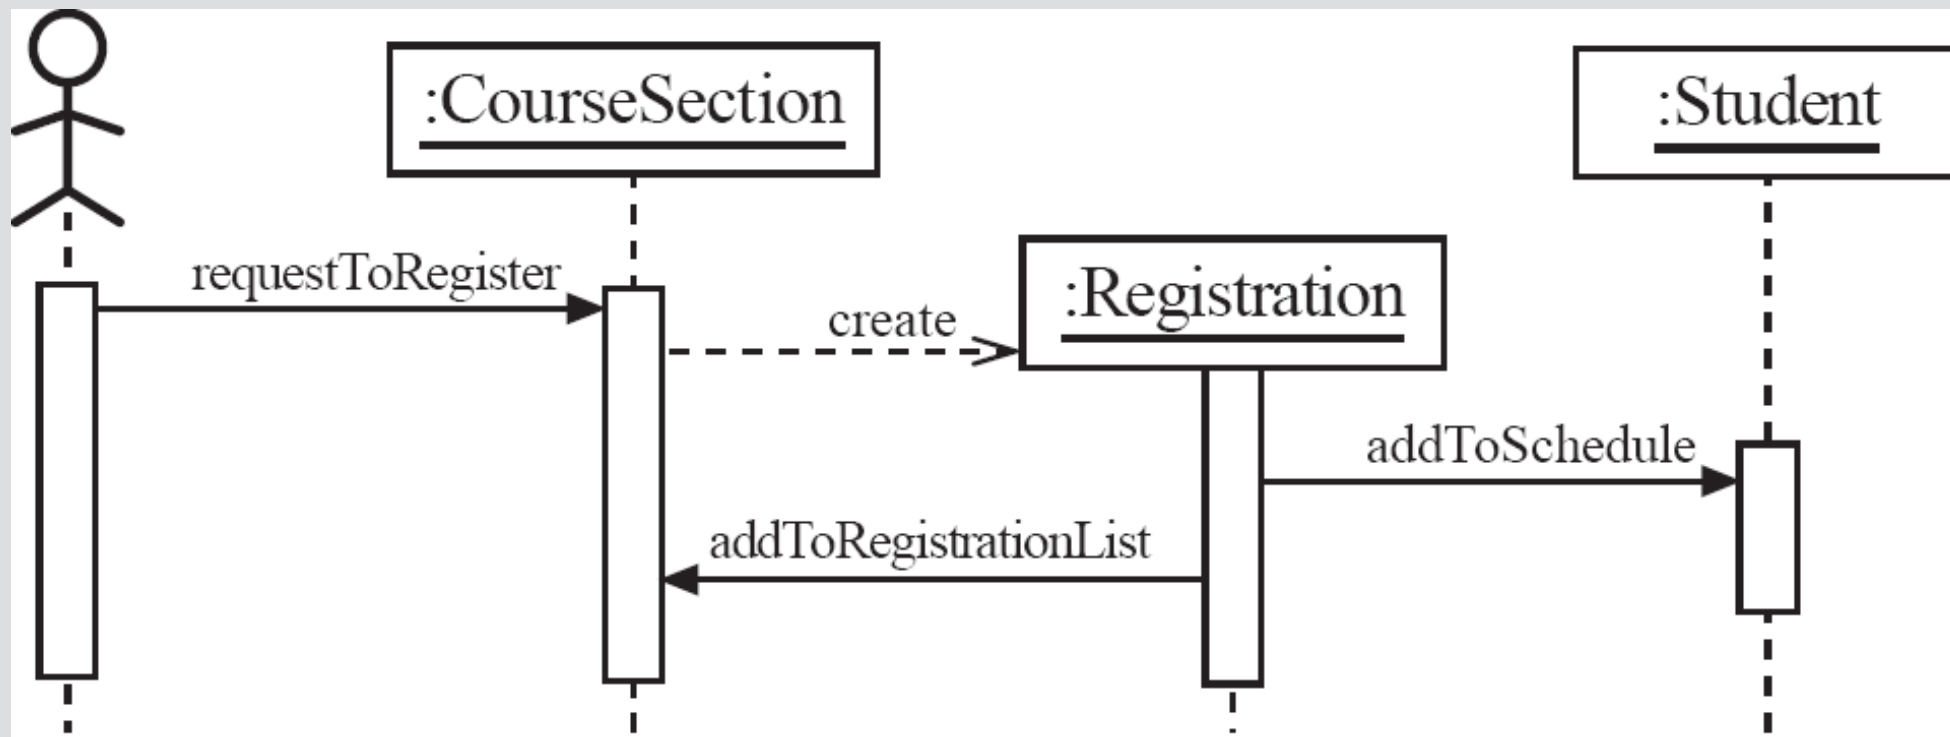 :CourseSection
:Student
requestToRegister
:Registration
create
addToSchedule
addToRegistrationList